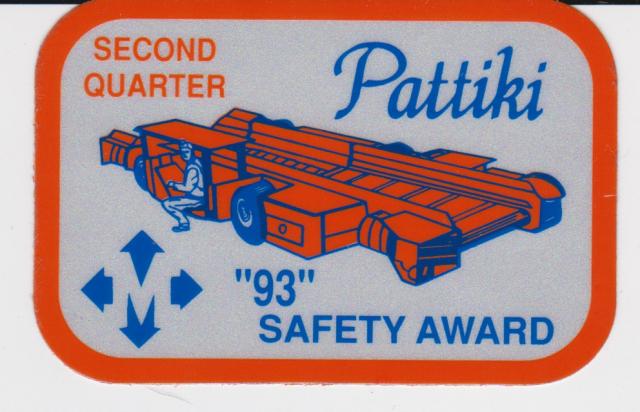 SECOND
QUARTER
Pattiki
M
"93"
SAFETY AWARD